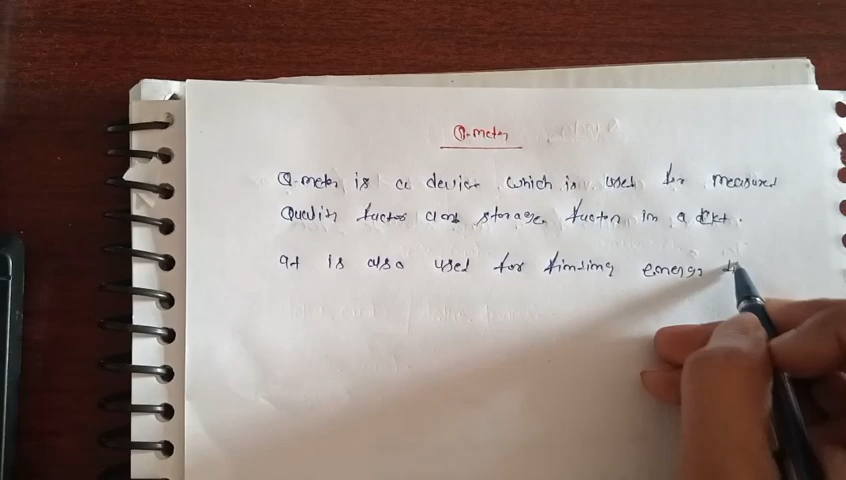 Q-meter
Q-meter is a device which is used for measured
Quality factor and storage factor in a ckt.
It is also used for finding energy